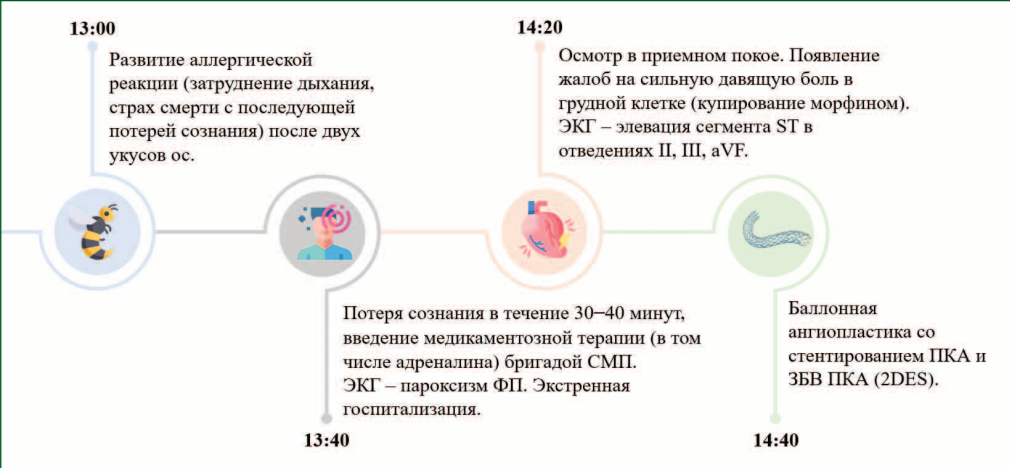 13:00
Развитие аллергической
реакции (затруднение дыхания,
страх смерти с последующей
потерей сознания) после двух
укусов ос.
Потеря сознания в течение 30–40 минут,
введение медикаментозной терапии (в том
числе адреналина) бригадой СМП.
ЭКГ – пароксизм ФП. Экстренная
госпитализация.
13:40
14:20
Осмотр в приемном покое. Появление
жалоб на сильную давящую боль в
грудной клетке (купирование морфином).
ЭКГ – элевация сегмента ST в
отведениях II, III, aVF.
Баллонная
ангиопластика со
стентированием ПКА и
ЗБВ ПКА (2DES).
14:40